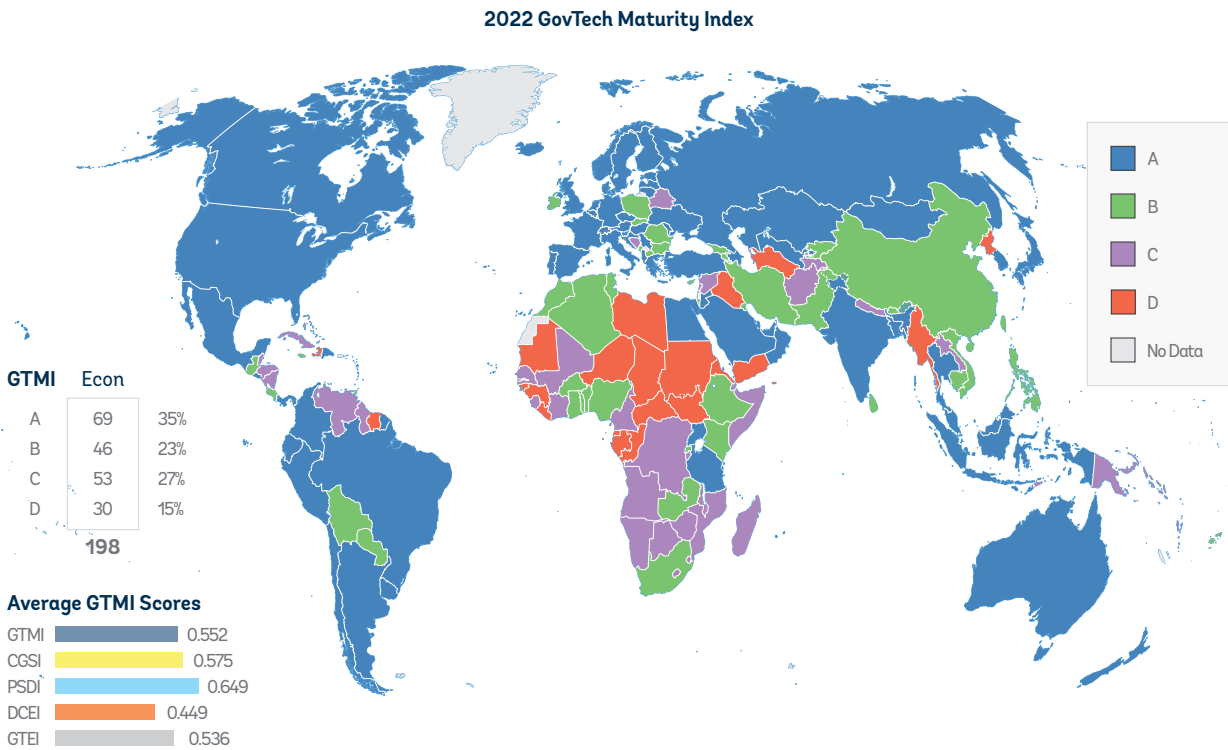 2022 GovTech Maturity Index
A
B
C
D
No Data
GTMI Econ
A 69 35%
B 46 23%
C 53 27%
D 30 15%
198
Average GTMI Scores
GTMI 0.552
CGSI 0.575
PSDI 0.649
DCEI 0.449
GTEI 0.536